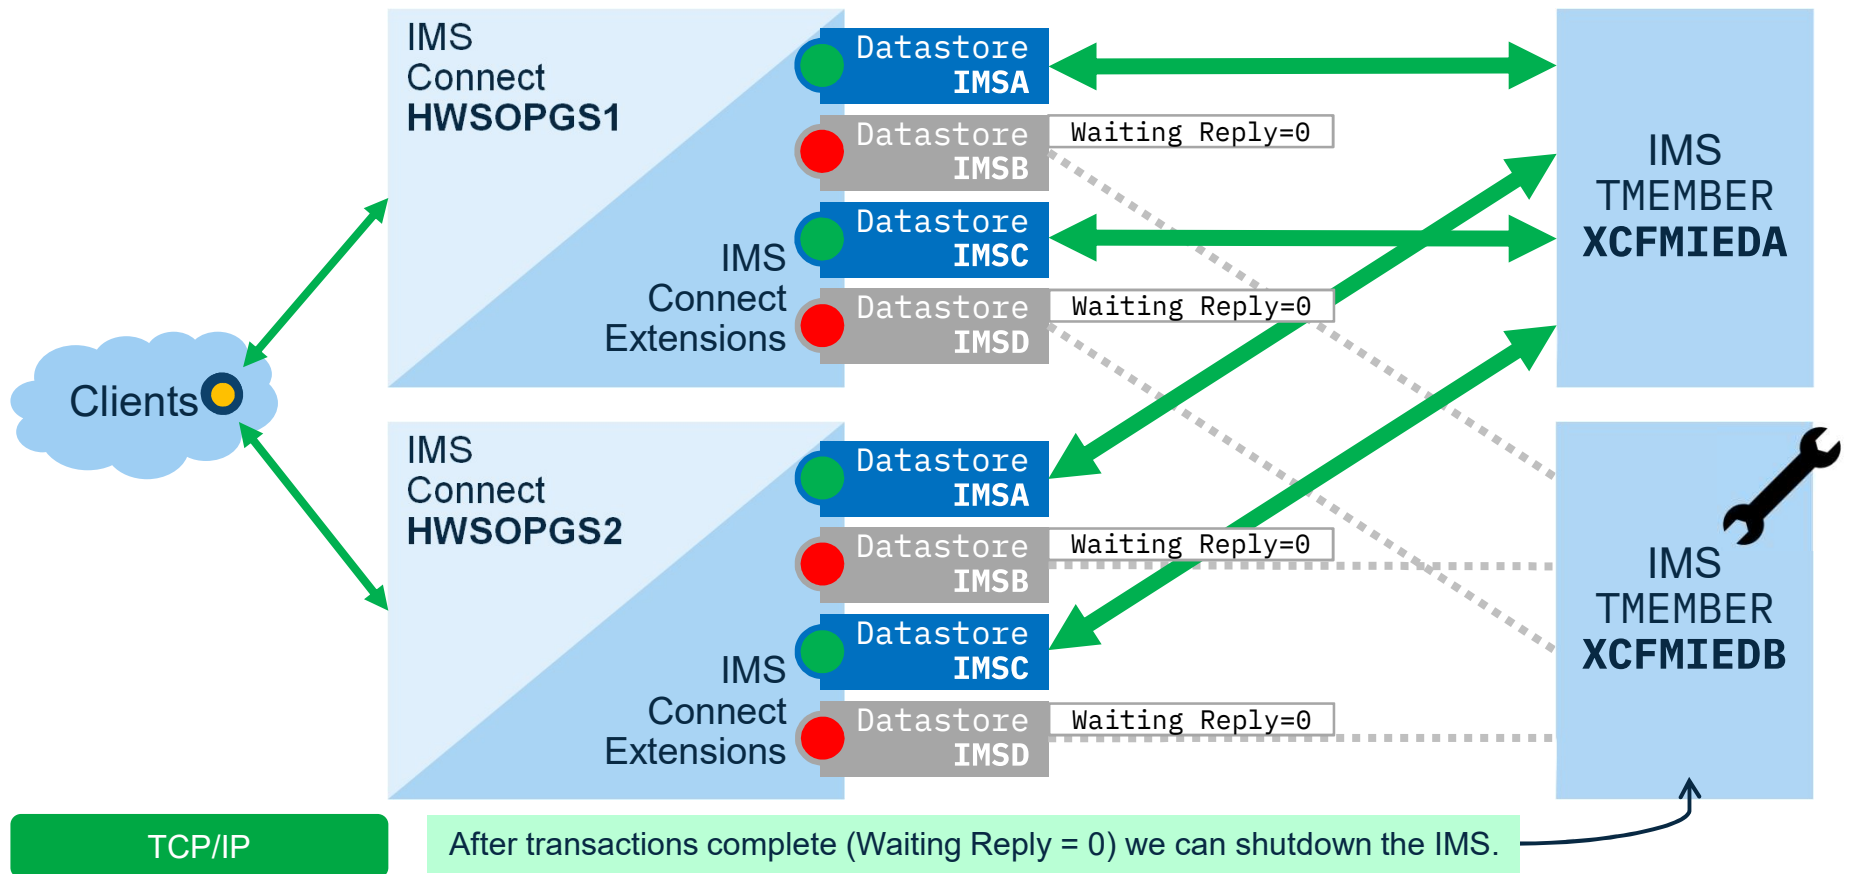 IMS
Connect
HWSOPGS1
IMS
Connect
Extensions
Datastore
IMSA
Datastore
IMSB
Waiting Reply=0
Datastore
IMSC
Datastore
IMSD
Waiting Reply=0
IMS
TMEMBER
XCFMIEDA
Clients
IMS
Connect
HWSOPGS2
IMS
Connect
Extensions
Datastore
IMSA
Datastore
IMSB
Waiting Reply=0
Datastore
IMSC
Datastore
IMSD
Waiting Reply=0
IMS
TMEMBER
XCFMIEDB
TCP/IP
After transactions complete (Waiting Reply = 0) we can shutdown the IMS.